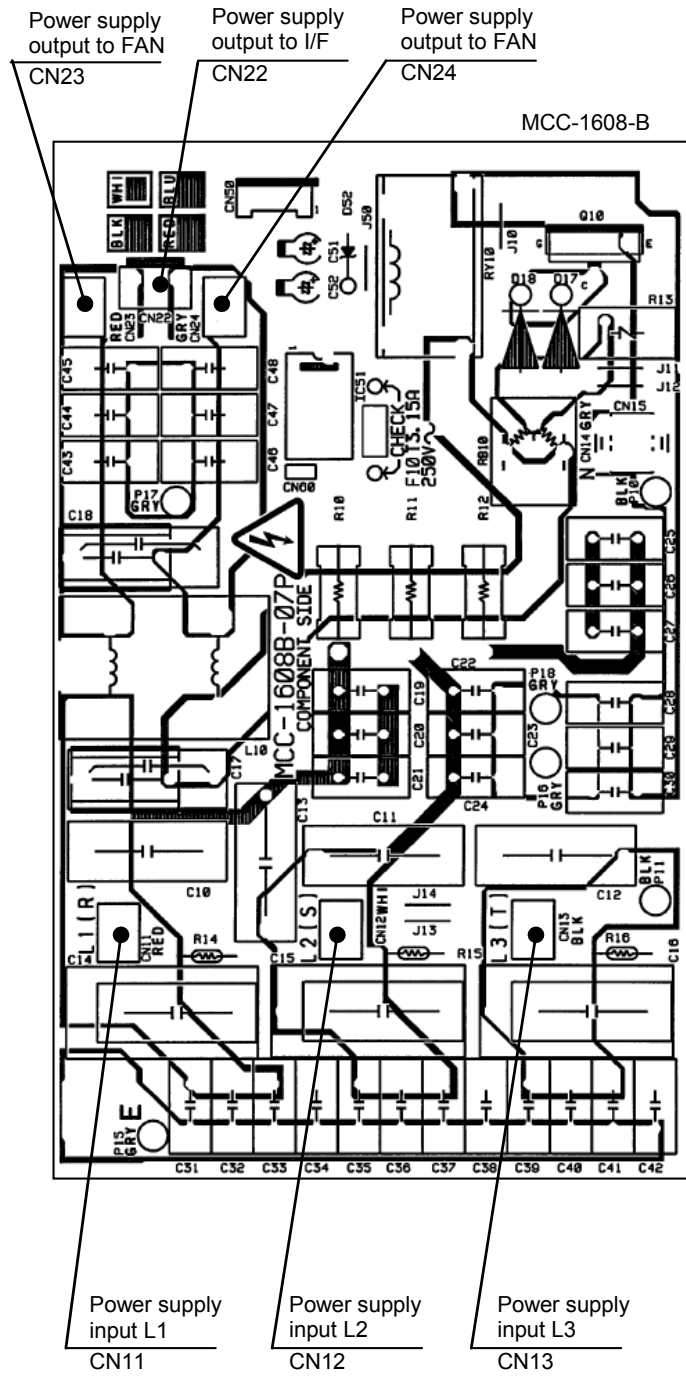 Power supply
output to FAN
CN23
Power supply
output to I/F
CN22
Power supply
output to FAN
CN24
MCC-1608-B
WHI
BLU
BLK
RED
CN50
1
C51
C52
D52
J50
RY10
J10
Q10
G
E
C
D18
D17
R13
J11
J12
CN15
RED
CN23
CN22
GRY
CN24
C45
C44
C43
C48
C47
C46
1
IC51
CHECK
F10 T3.15A
250V~
CN60
RB10
N
CN14 GRY
BLK
P10
P17
GRY
C18
R10
R11
R12
C25
C26
C27
MCC-1608B-07P
COMPONENT SIDE
L10
C17
C19
C20
C21
C22
C23
C24
P18
GRY
P16
GRY
C28
C29
C30
C13
C10
C11
C12
BLK
P11
L1(R)
CN11
RED
R14
C14
C15
L2(S)
CN12WHI
J14
J13
R15
L3(T)
CN13
BLK
R16
C16
E
P15
GRY
C31
C32
C33
C34
C35
C36
C37
C38
C39
C40
C41
C42
Power supply
input L1
CN11
Power supply
input L2
CN12
Power supply
input L3
CN13